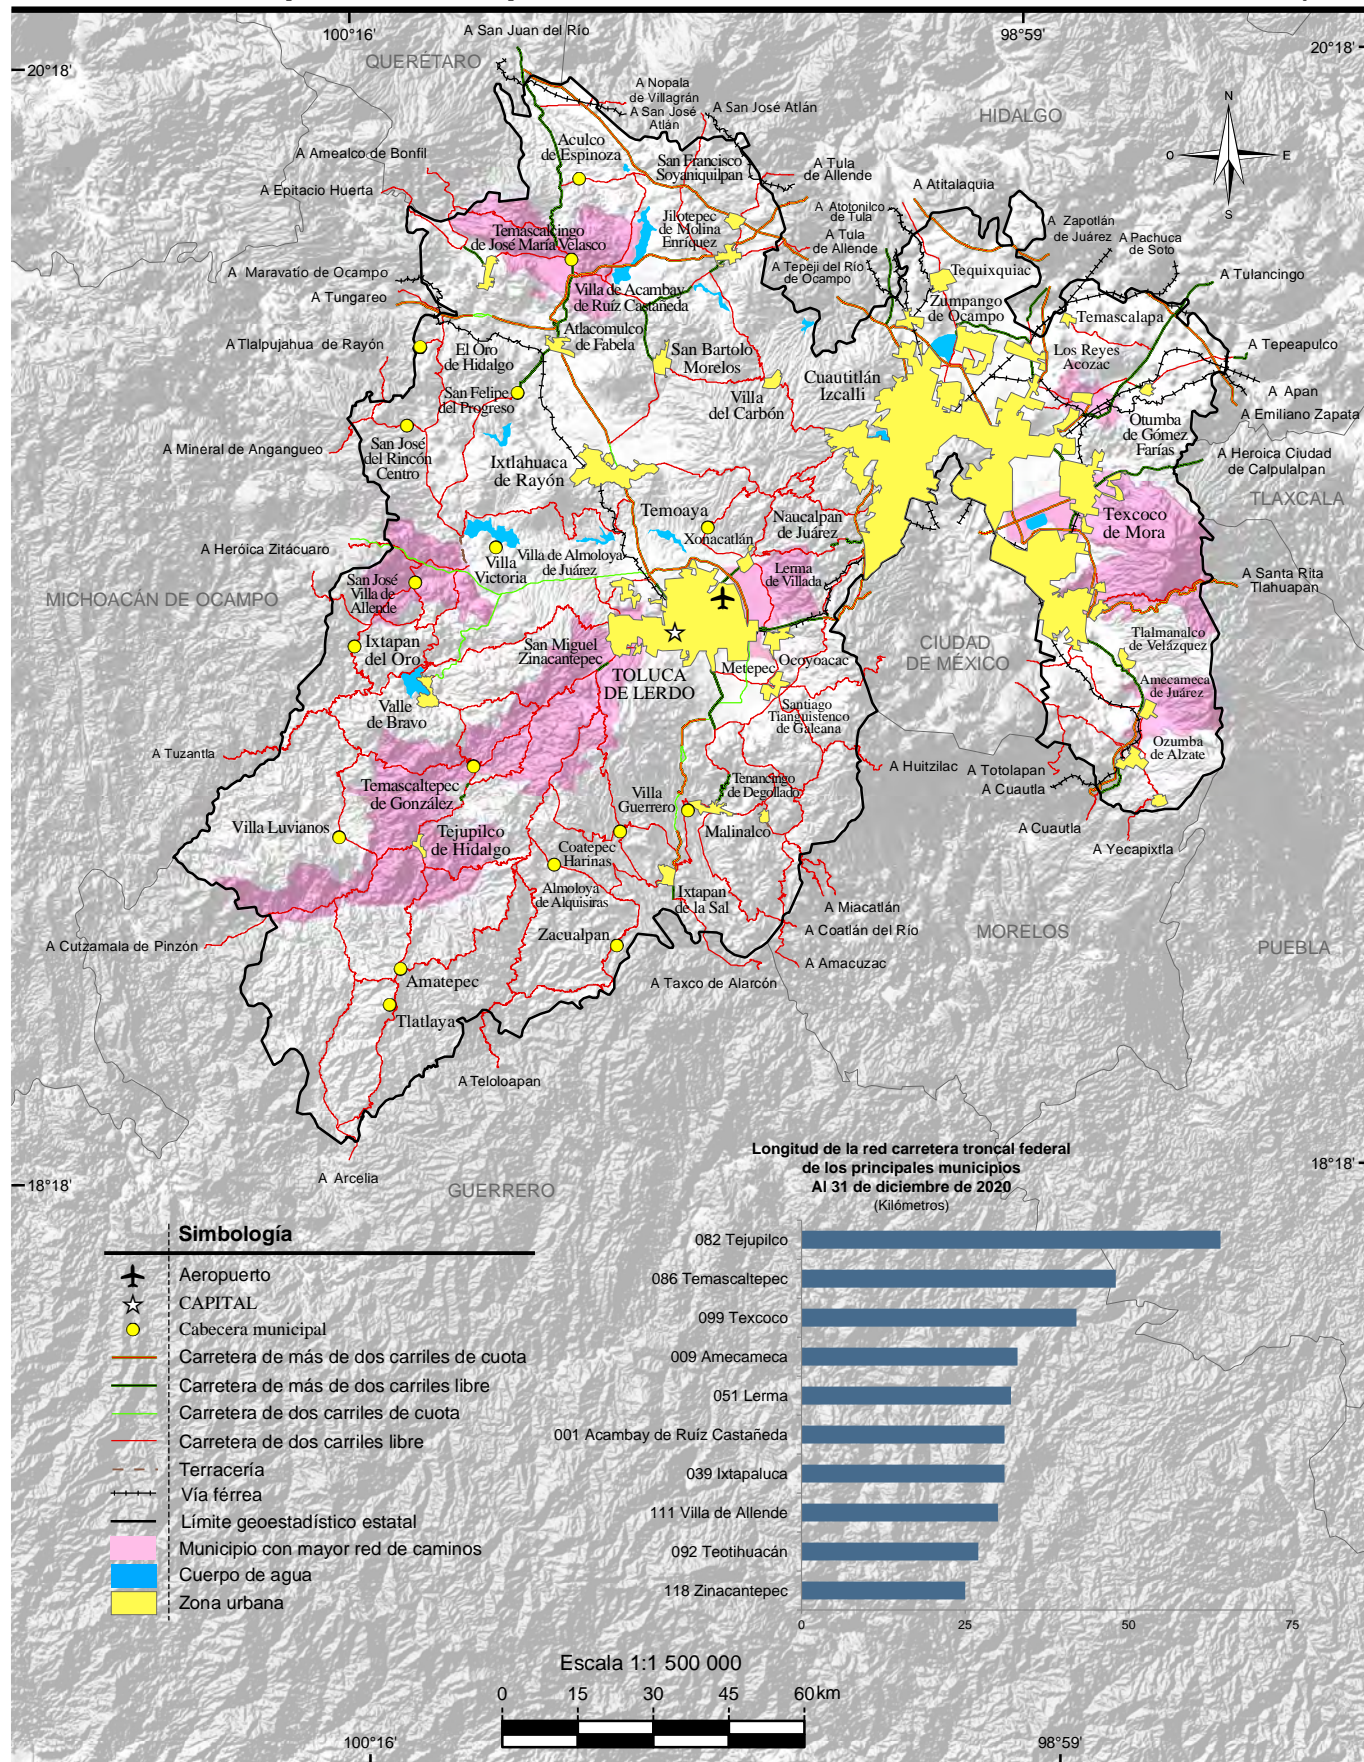 100°16'
98°59'
20°18'
20°18'
A San Juan del Río
QUERÉTARO
A Nopala
de Villagrán
A San José
Atlán
A San José Atlán
HIDALGO
N
O
E
S
Aculco
de Espinoza
San Francisco
Soyaniquilpan
A Amealco de Bonfil
A Epitacio Huerta
A Tula
de Allende
A Atitalaquia
A Atotonilco
de Tula
A Tula
de Allende
A Zapotlán
de Juárez
A Pachuca
de Soto
Jilotepec
de Molina
Enríquez
Temascalcingo
de José María Velasco
A Tepeji del Río
de Ocampo
Tequixquiac
A Tulancingo
A Maravatío de Ocampo
A Tungareo
Villa de Acambay
de Ruíz Castañeda
Zumpango
de Ocampo
Temascalapa
Atlacomulco
de Fabela
A Tlalpujahua de Rayón
El Oro
de Hidalgo
San Bartolo
Morelos
Los Reyes
Acozac
A Tepeapulco
Cuautitlán
Izcalli
San Felipe
del Progreso
Villa
del Carbón
A Apan
A Emiliano Zapata
Otumba
de Gómez
Farías
San José
del Rincón
Centro
A Mineral de Angangueo
Ixtlahuaca
de Rayón
A Heroica Ciudad
de Calpulalpan
TLAXCALA
Temoaya
Naucalpan
de Juárez
Texcoco
de Mora
Xonacatlán
A Heróica Zitácuaro
Villa
Victoria
Villa de Almoloya
de Juárez
Lerma
de Villada
San José
Villa de
Allende
A Santa Rita
Tlahuapan
MICHOACÁN DE OCAMPO
Ixtapan
del Oro
San Miguel
Zinacantepec
CIUDAD
DE MÉXICO
Tlalmanalco
de Velázquez
Metepec
Ocoyoacac
TOLUCA
DE LERDO
Amecameca
de Juárez
Valle
de Bravo
Santiago
Tianguistenco
de Galeana
A Tuzantla
Ozumba
de Alzate
A Huitzilac
A Totolapan
A Cuautla
Temascaltepec
de González
Tenancingo
de Degollado
Villa
Guerrero
Villa Luvianos
Tejupilco
de Hidalgo
Malinalco
A Cuautla
A Yecapixtla
Coatepec
Harinas
Almoloya
de Alquisiras
Ixtapan
de la Sal
A Miacatlán
A Coatlán del Río
Zacualpan
MORELOS
PUEBLA
A Cutzamala de Pinzón
A Amacuzac
Amatepec
A Taxco de Alarcón
Tlatlaya
A Teloloapan
A Arcelia
GUERRERO
18°18'
18°18'
Longitud de la red carretera troncal federal
de los principales municipios
Al 31 de diciembre de 2020
(Kilómetros)
082 Tejupilco
086 Temascaltepec
099 Texcoco
009 Amecameca
051 Lerma
001 Acambay de Ruíz Castañeda
039 Ixtapaluca
111 Villa de Allende
092 Teotihuacán
118 Zinacantepec
0 25 50 75
Simbología
Aeropuerto
CAPITAL
Cabecera municipal
Carretera de más de dos carriles de cuota
Carretera de más de dos carriles libre
Carretera de dos carriles de cuota
Carretera de dos carriles libre
Terracería
Vía férrea
Límite geoestadístico estatal
Municipio con mayor red de caminos
Cuerpo de agua
Zona urbana
Escala 1:1 500 000
0 15 30 45 60 km
100°16'
98°59'